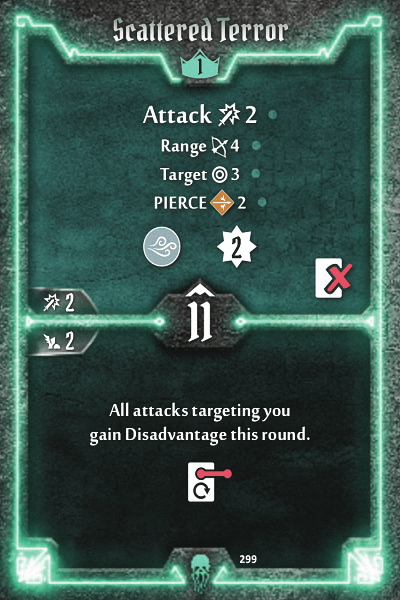 Scattered Terror
1
Attack 2
Range 4
Target 3
PIERCE 2
2
2
11
2
All attacks targeting you
gain Disadvantage this round.
299